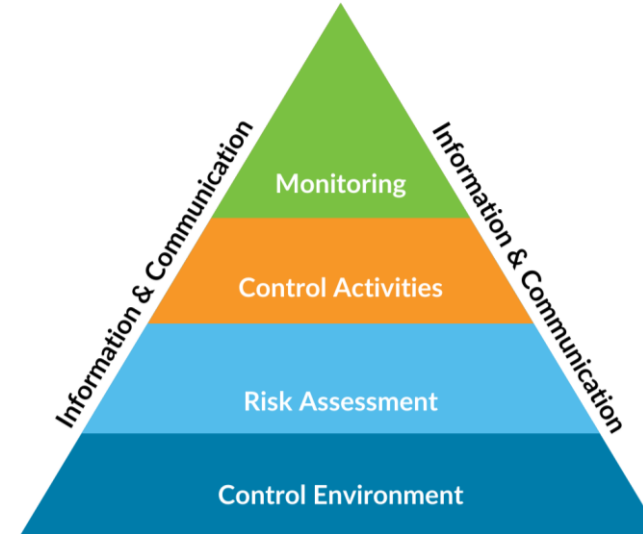 Information & Communication
Information & Communication
Monitoring
Control Activities
Risk Assessment
Control Environment